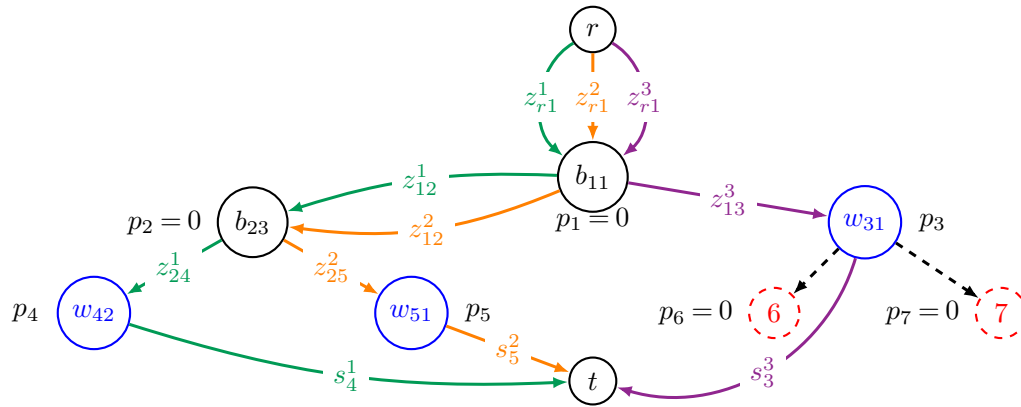 r
z_{r1}^1 z_{r1}^2 z_{r1}^3
b_{11}
p_1 = 0
z_{12}^1
z_{12}^2
z_{13}^3
p_2 = 0 b_{23}
w_{31} p_3
z_{24}^1 z_{25}^2
p_4 w_{42}
w_{51} p_5
p_6 = 0 6
p_7 = 0 7
s_4^1
s_5^2
s_3^3
t